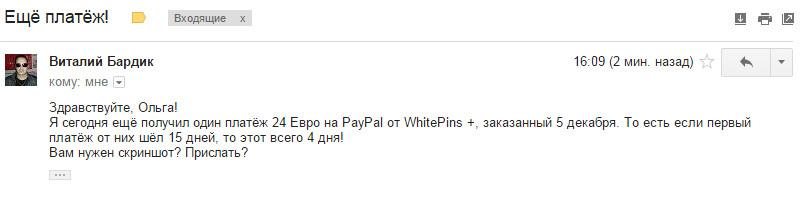 Ещё платёж!
Входящие x
Виталий Бардик
16:09 (2 мин. назад)
кому: мне
Здравствуйте, Ольга!
Я сегодня ещё получил один платёж 24 Евро на PayPal от WhitePins +, заказанный 5 декабря. То есть если первый
платёж от них шёл 15 дней, то этот всего 4 дня!
Вам нужен скриншот? Прислать?